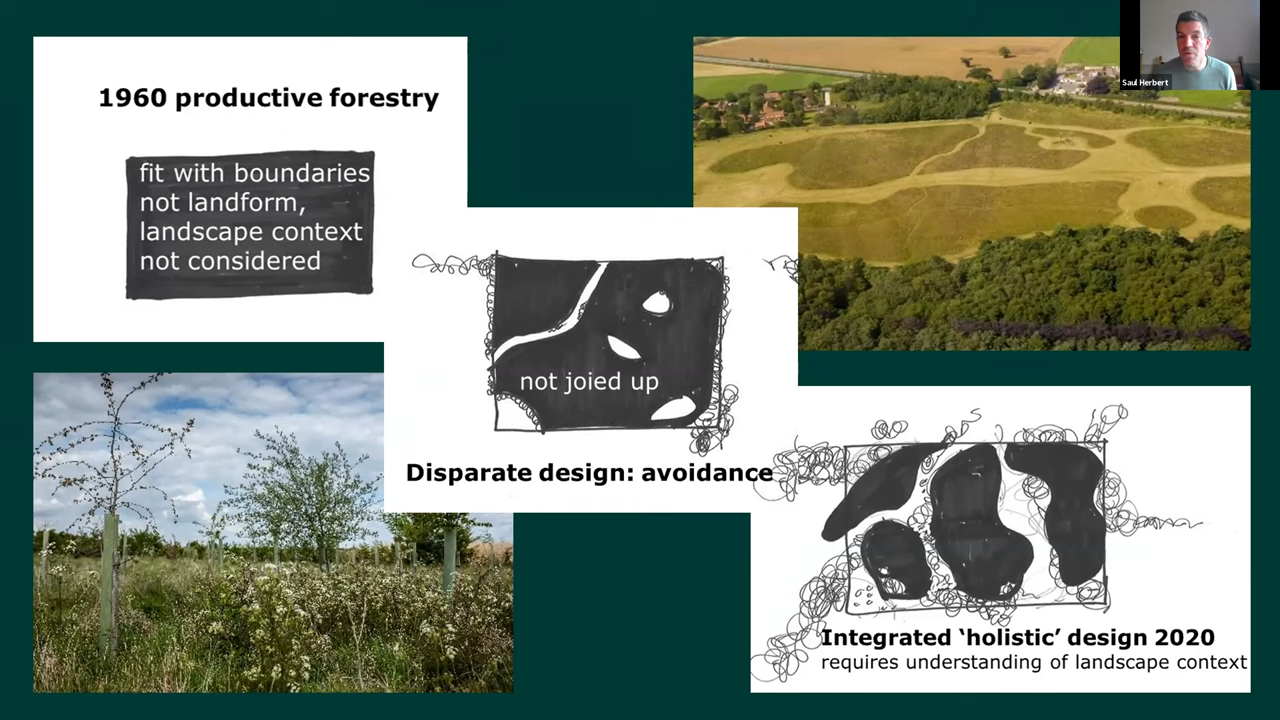 1960 productive forestry
fit with boundaries
not landform,
landscape context
not considered
Saul Herbert
not joied up
Disparate design: avoidance
Integrated ‘holistic’ design 2020
requires understanding of landscape context